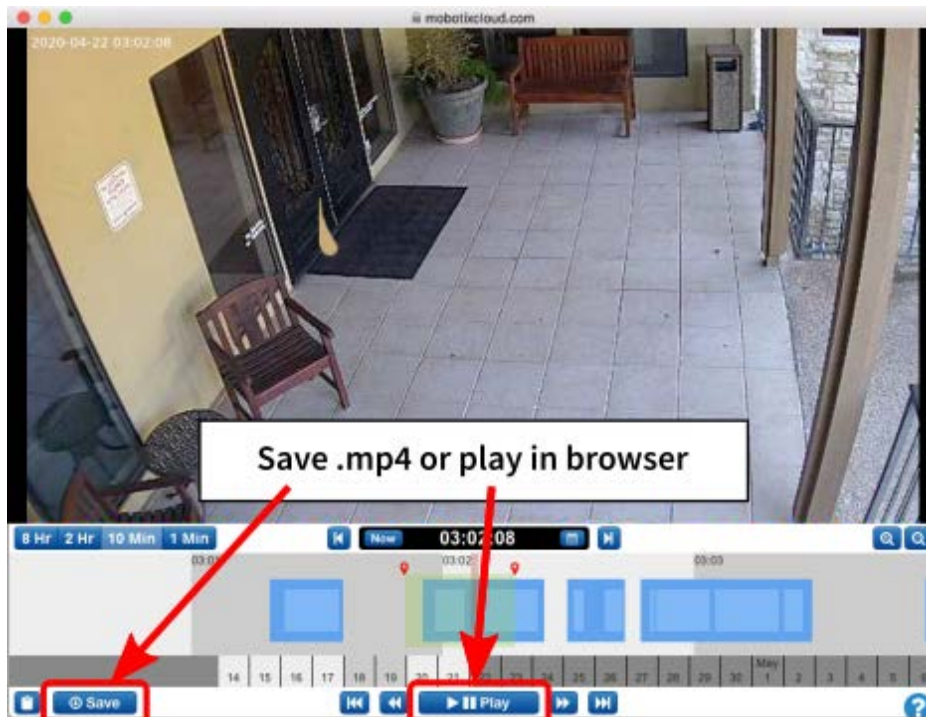 mobotixcloud.com
2020-04-22 03:02:08
Save .mp4 or play in browser
8 Hr 2 Hr 10 Min 1 Min
Now 03:02:08
03:02 03:03
May
14 15 16 17 18 19 20 21 22 23 24 25 26 27 28 29 30 1 2 3 4 5
Save Play ?